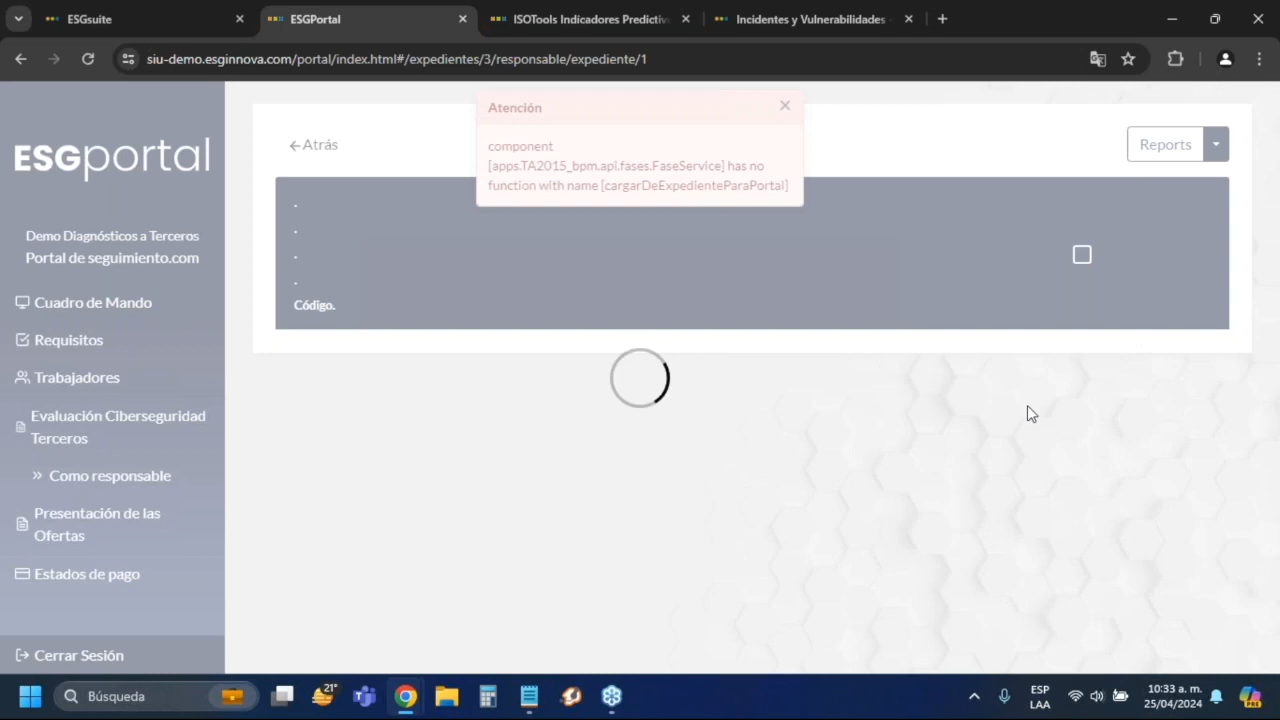 ESGsuite
ESGPortal
ISOTools Indicadores Predictiv
Incidentes y Vulnerabilidades
siu-demo.esginnova.com/portal/index.html#/expedientes/3/responsable/expediente/1
ESGportal
Demo Diagnósticos a Terceros
Portal de seguimiento.com
Cuadro de Mando
Requisitos
Trabajadores
Evaluación Ciberseguridad
Terceros
Como responsable
Presentación de las
Ofertas
Estados de pago
Cerrar Sesión
Atrás
Reports
Atención
component
[apps.TA2015_bpm.api.fases.FaseService] has no
function with name [cargarDeExpedienteParaPortal]
.
.
.
.
Código.
Búsqueda
21°
ESP
LAA
10:33 a. m.
25/04/2024
PRE